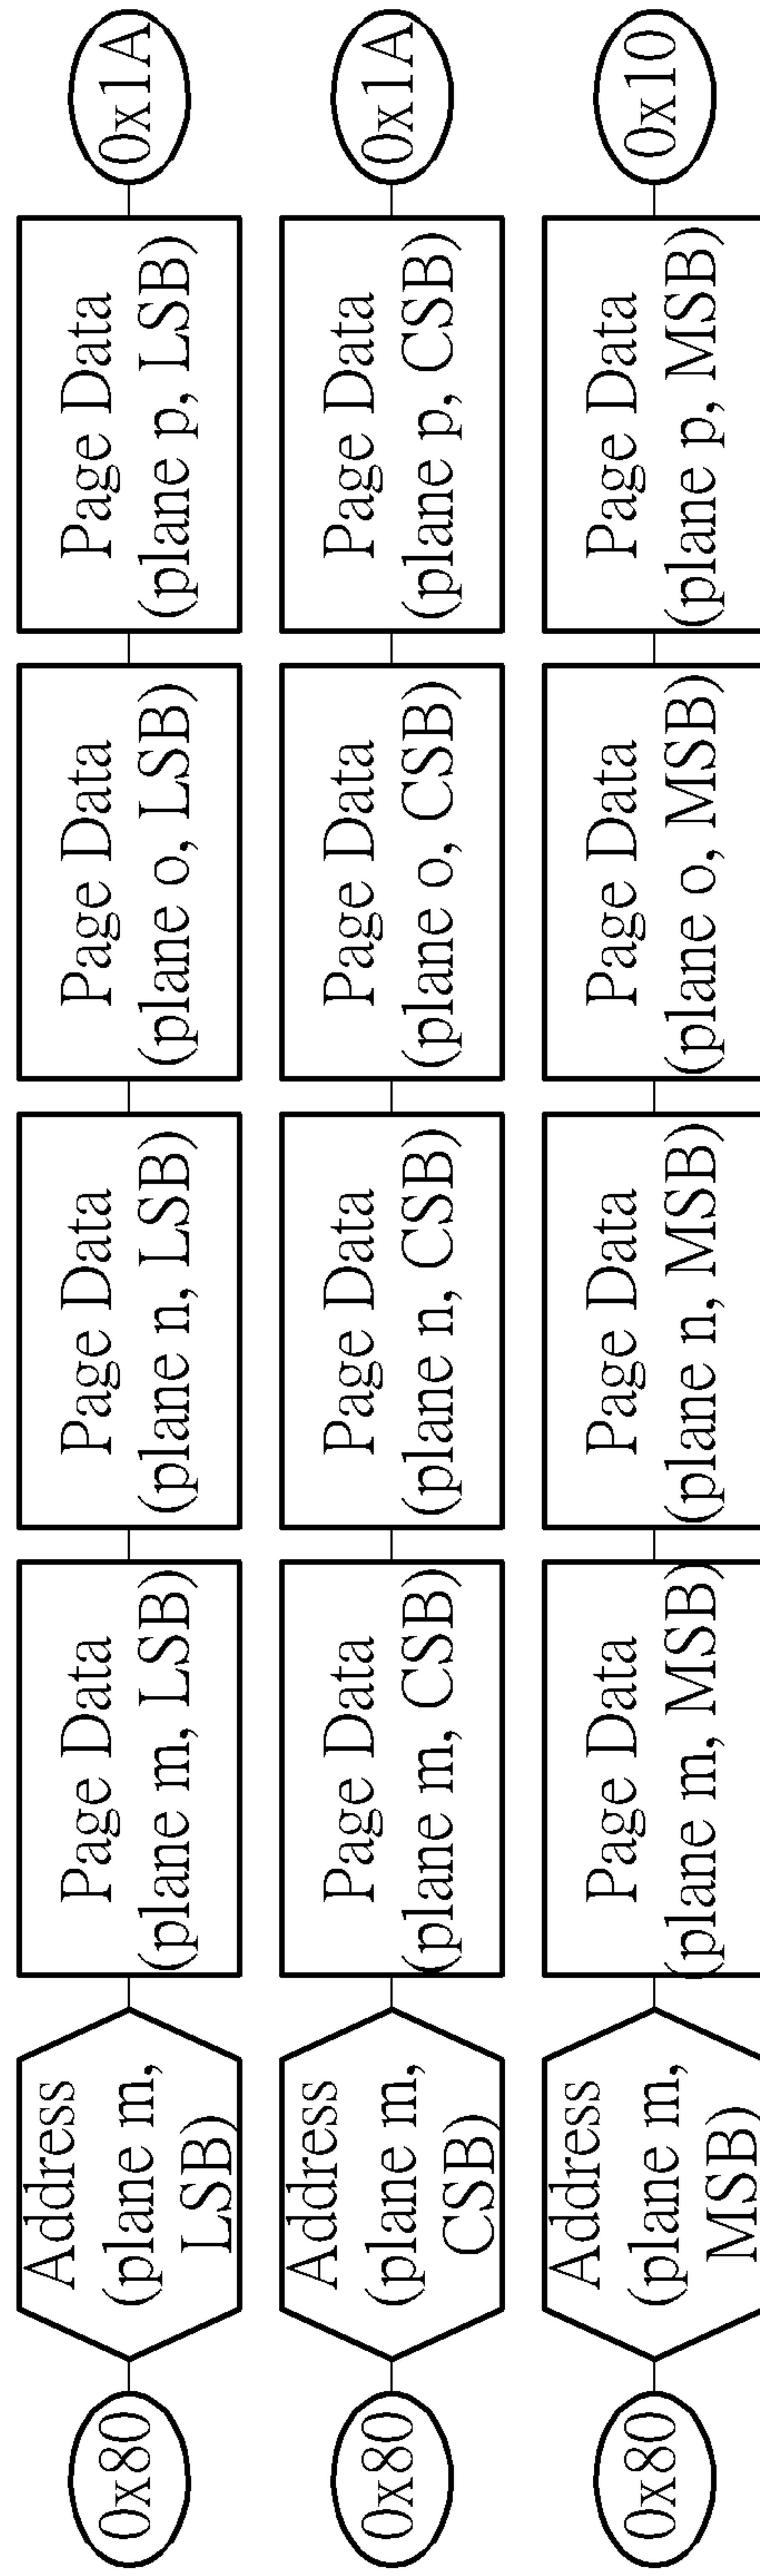 0x80
Address
(plane m,
LSB)
Page Data
(plane m, LSB)
Page Data
(plane n, LSB)
Page Data
(plane o, LSB)
Page Data
(plane p, LSB)
0x1A
0x80
Address
(plane m,
CSB)
Page Data
(plane m, CSB)
Page Data
(plane n, CSB)
Page Data
(plane o, CSB)
Page Data
(plane p, CSB)
0x1A
0x80
Address
(plane m,
MSB)
Page Data
(plane m, MSB)
Page Data
(plane n, MSB)
Page Data
(plane o, MSB)
Page Data
(plane p, MSB)
0x10